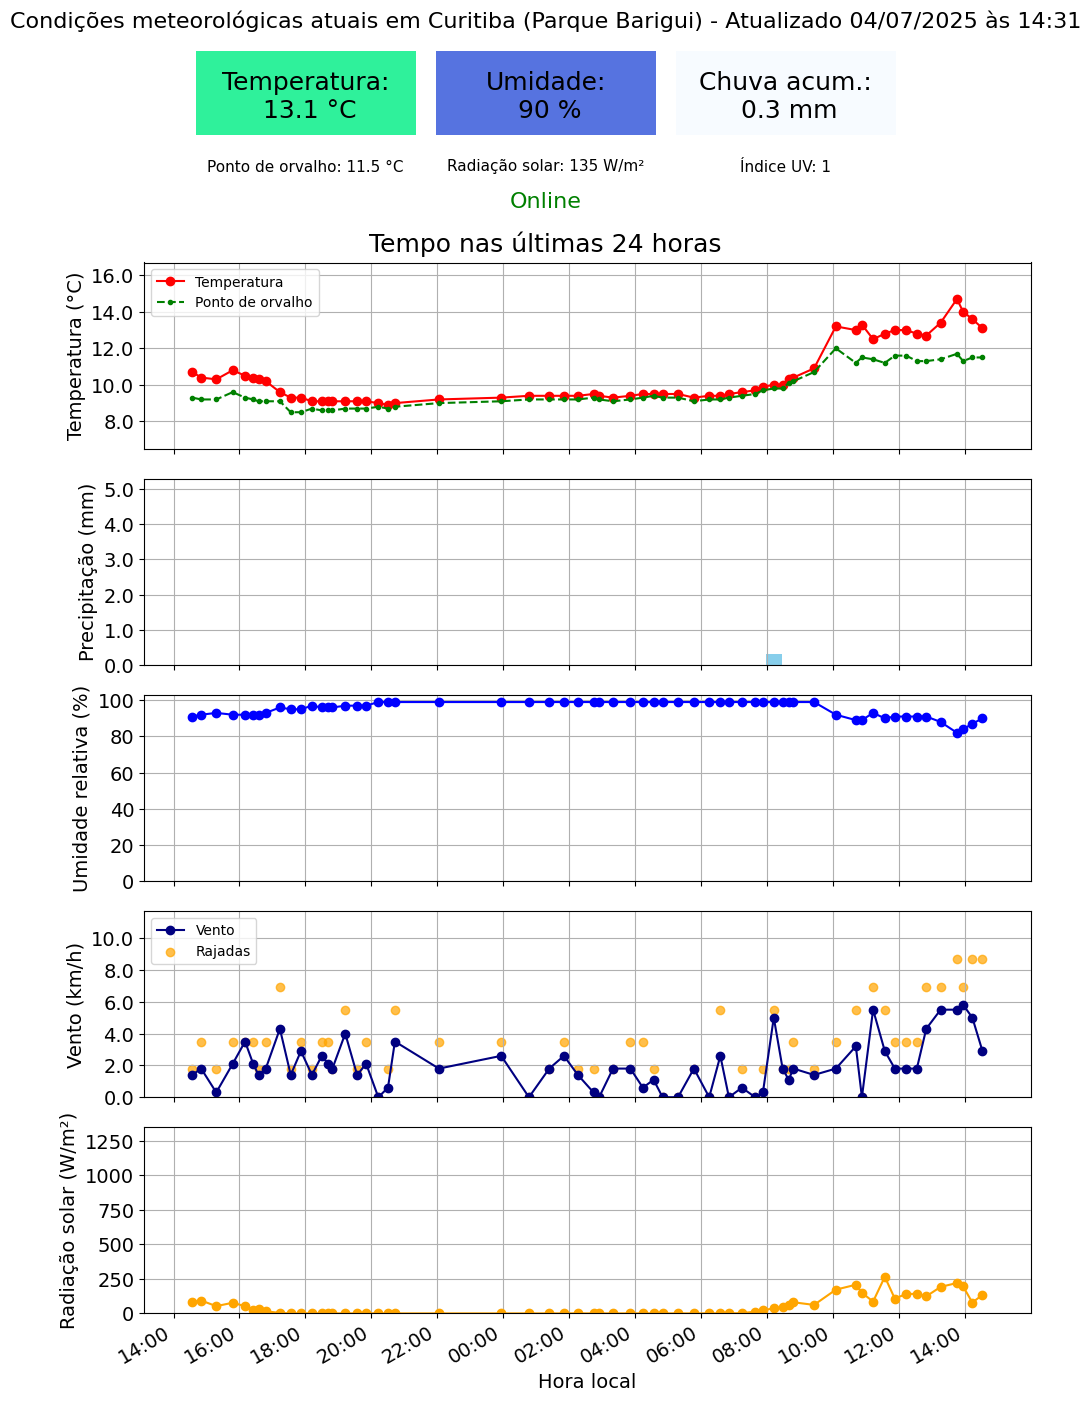 Condições meteorológicas atuais em Curitiba (Parque Barigui) - Atualizado 04/07/2025 às 14:31
Temperatura:
13.1 °C
Umidade:
90 %
Chuva acum.:
0.3 mm
Ponto de orvalho: 11.5 °C
Radiação solar: 135 W/m²
Índice UV: 1
Online
Tempo nas últimas 24 horas
Temperatura (°C)
16.0
14.0
12.0
10.0
8.0
Temperatura
Ponto de orvalho
Precipitação (mm)
5.0
4.0
3.0
2.0
1.0
0.0
Umidade relativa (%)
100
80
60
40
20
0
Vento (km/h)
10.0
8.0
6.0
4.0
2.0
0.0
Vento
Rajadas
Radiação solar (W/m²)
1250
1000
750
500
250
0
14:00
16:00
18:00
20:00
22:00
00:00
02:00
04:00
06:00
08:00
10:00
12:00
14:00
Hora local